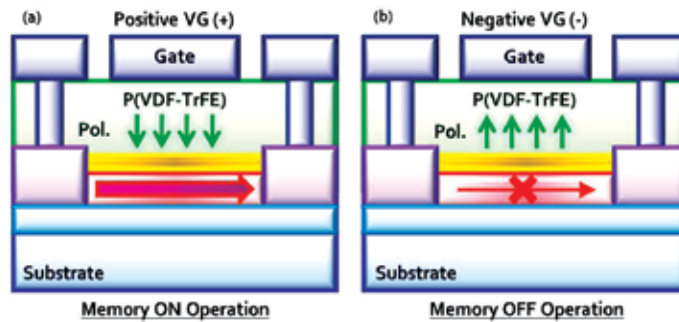 (a) Positive VG (+)
Gate
P(VDF-TrFE)
Pol.
Substrate
Memory ON Operation
(b) Negative VG (-)
Gate
P(VDF-TrFE)
Pol.
Substrate
Memory OFF Operation